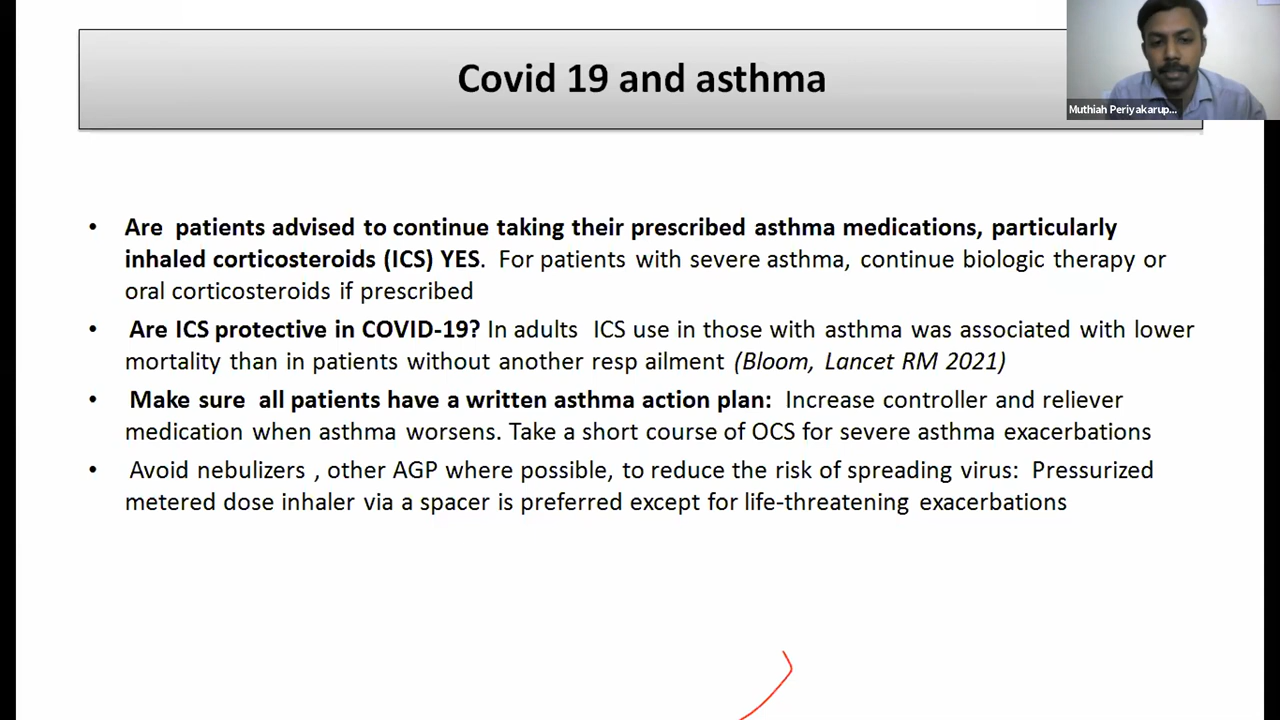 Covid 19 and asthma
Muthiah Periyakarup...
• Are patients advised to continue taking their prescribed asthma medications, particularly
inhaled corticosteroids (ICS) YES. For patients with severe asthma, continue biologic therapy or
oral corticosteroids if prescribed
• Are ICS protective in COVID-19? In adults ICS use in those with asthma was associated with lower
mortality than in patients without another resp ailment (Bloom, Lancet RM 2021)
• Make sure all patients have a written asthma action plan: Increase controller and reliever
medication when asthma worsens. Take a short course of OCS for severe asthma exacerbations
• Avoid nebulizers , other AGP where possible, to reduce the risk of spreading virus: Pressurized
metered dose inhaler via a spacer is preferred except for life-threatening exacerbations